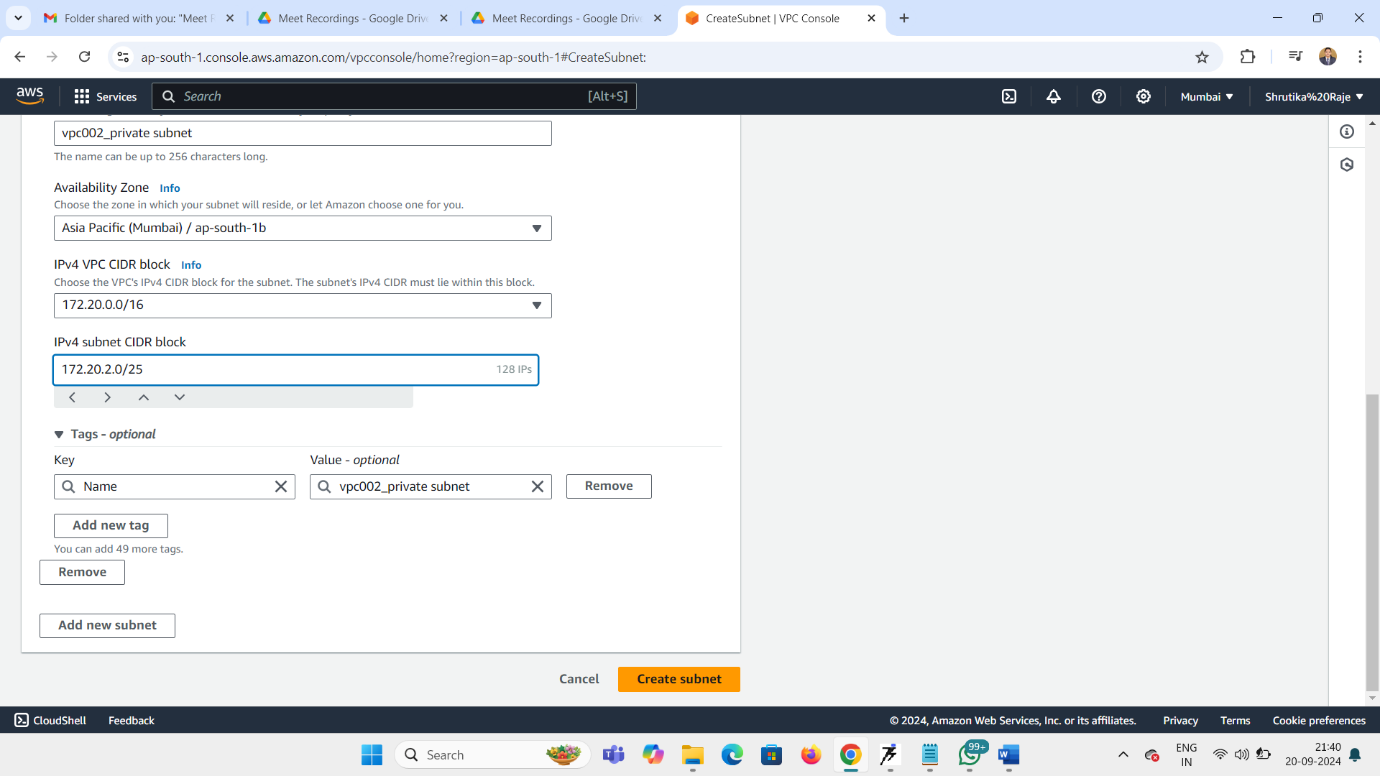 Folder shared with you: "Meet R
Meet Recordings - Google Drive
Meet Recordings - Google Drive
CreateSubnet | VPC Console
ap-south-1.console.aws.amazon.com/vpcconsole/home?region=ap-south-1#CreateSubnet:
aws
Services
Search
[Alt+S]
Mumbai
Shrutika%20Raje
vpc002_private subnet
The name can be up to 256 characters long.
Availability Zone Info
Choose the zone in which your subnet will reside, or let Amazon choose one for you.
Asia Pacific (Mumbai) / ap-south-1b
IPv4 VPC CIDR block Info
Choose the VPC's IPv4 CIDR block for the subnet. The subnet's IPv4 CIDR must lie within this block.
172.20.0.0/16
IPv4 subnet CIDR block
172.20.2.0/25 128 IPs
Tags - optional
Key Value - optional
Name vpc002_private subnet Remove
Add new tag
You can add 49 more tags.
Remove
Add new subnet
Cancel Create subnet
CloudShell Feedback © 2024, Amazon Web Services, Inc. or its affiliates. Privacy Terms Cookie preferences
Search
99+
ENG
IN
21:40
20-09-2024